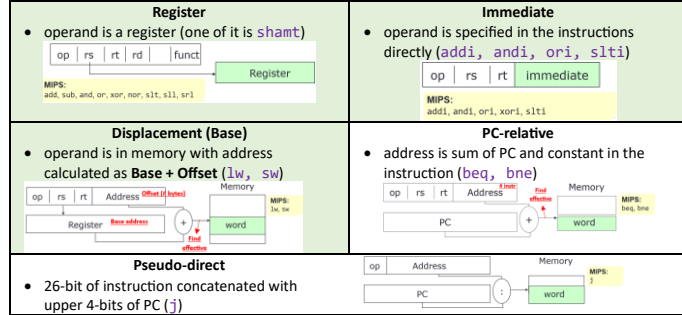 Register
• operand is a register (one of it is shamt)
op rs rt rd funct
Register
MIPS:
add, sub, and, or, xor, nor, slt, sll, srl
Immediate
• operand is specified in the instructions
directly (addi, andi, ori, slti)
op rs rt immediate
MIPS:
addi, andi, ori, xori, slti
Displacement (Base)
• operand is in memory with address
calculated as Base + Offset (lw, sw)
op rs rt Address
Memory
MIPS:
lw, sw
Register Base address
+
word
Find
effective
PC-relative
• address is sum of PC and constant in the
instruction (beq, bne)
op rs rt Address
Find
effective
Memory
MIPS:
beq, bne
PC
+
word
Pseudo-direct
• 26-bit of instruction concatenated with
upper 4-bits of PC (j)
op Address
Memory
MIPS:
j
PC
:
word